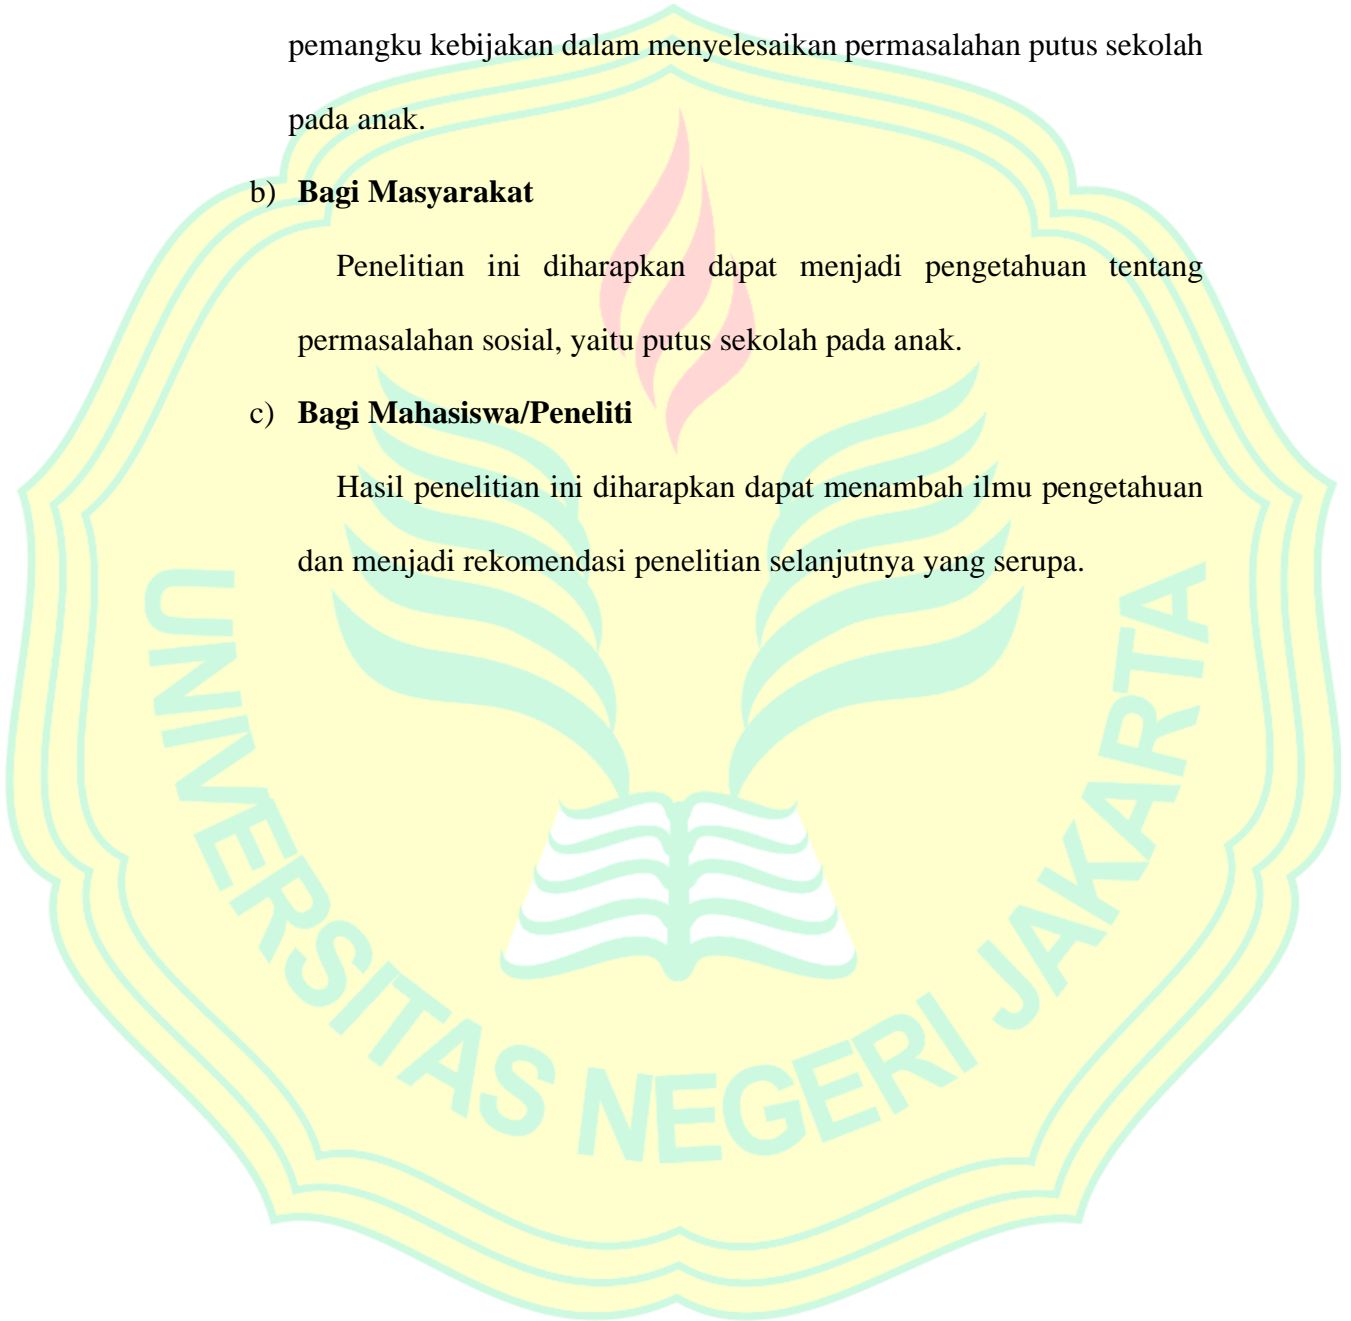 pemangku kebijakan dalam menyelesaikan permasalahan putus sekolah
pada anak.
b) Bagi Masyarakat
Penelitian ini diharapkan dapat menjadi pengetahuan tentang
permasalahan sosial, yaitu putus sekolah pada anak.
c) Bagi Mahasiswa/Peneliti
Hasil penelitian ini diharapkan dapat menambah ilmu pengetahuan
dan menjadi rekomendasi penelitian selanjutnya yang serupa.
UNIVERSITAS NEGERI JAKARTA